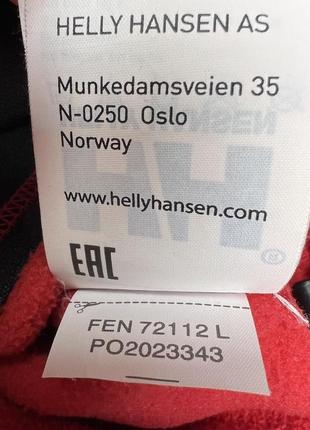 HELLY HANSEN AS
Munkedamsveien 35
N-0250 Oslo
Norway
www.hellyhansen.com
EAC
FEN 72112 L
PO2023343